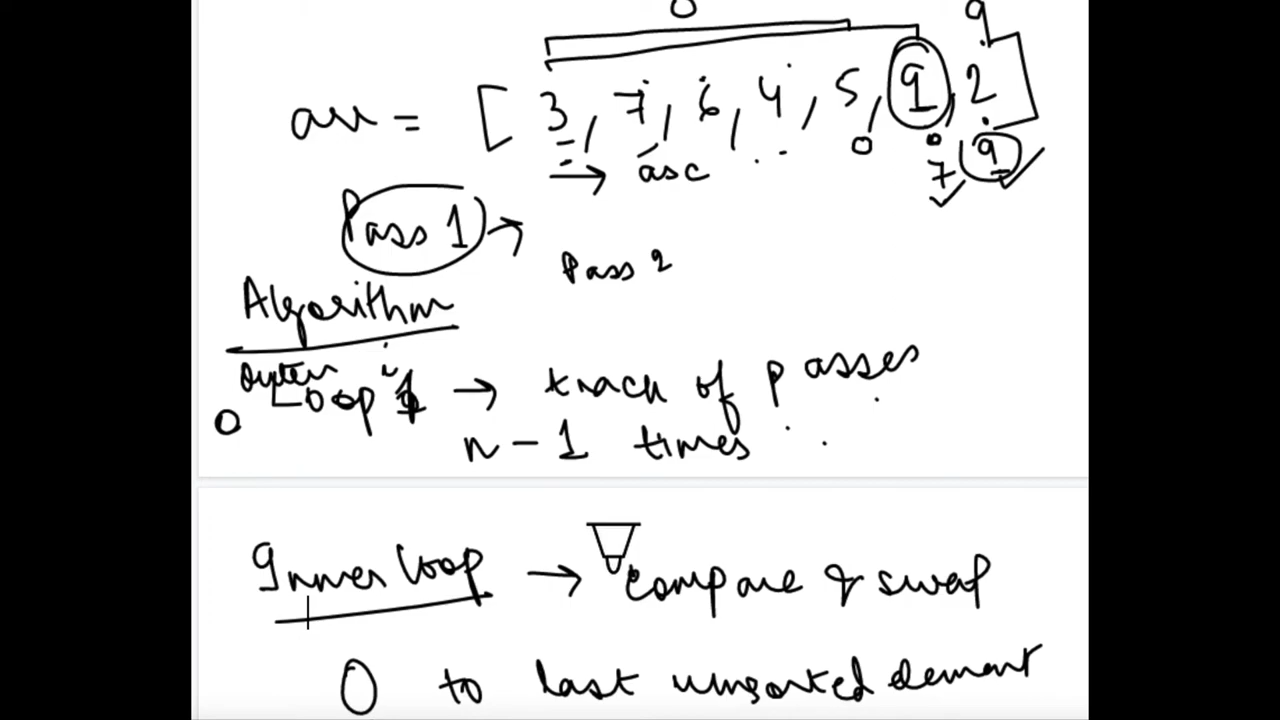 9
arr = [ 3, 7, 6, 4, 5, 9, 2 ]
→ asc 7 9
Pass 1 →
Pass 2
Algorithm
Outer Loop → track of passes
n - 1 times
Inner loop → compare & swap
0 to last unsorted element